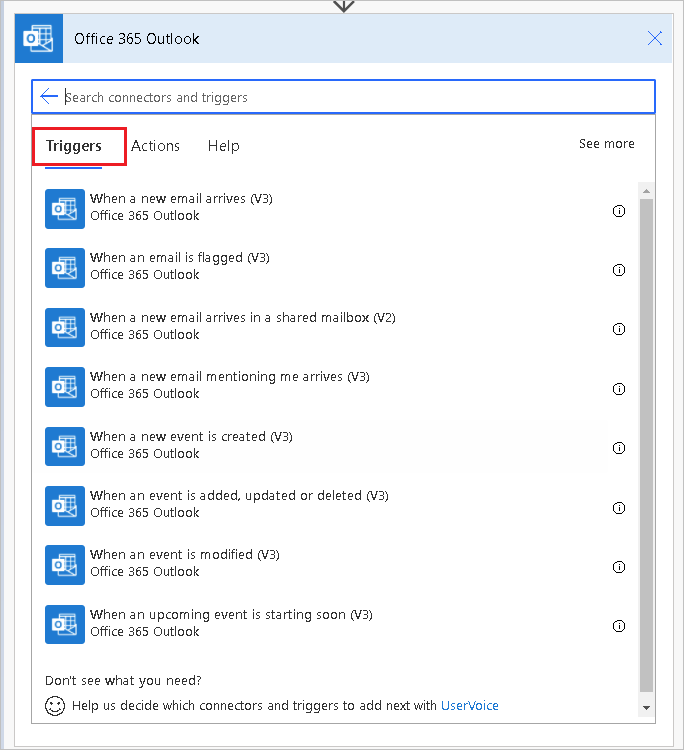 Office 365 Outlook
Search connectors and triggers
Triggers Actions Help See more
When a new email arrives (V3)
Office 365 Outlook
When an email is flagged (V3)
Office 365 Outlook
When a new email arrives in a shared mailbox (V2)
Office 365 Outlook
When a new email mentioning me arrives (V3)
Office 365 Outlook
When a new event is created (V3)
Office 365 Outlook
When an event is added, updated or deleted (V3)
Office 365 Outlook
When an event is modified (V3)
Office 365 Outlook
When an upcoming event is starting soon (V3)
Office 365 Outlook
Don't see what you need?
Help us decide which connectors and triggers to add next with UserVoice